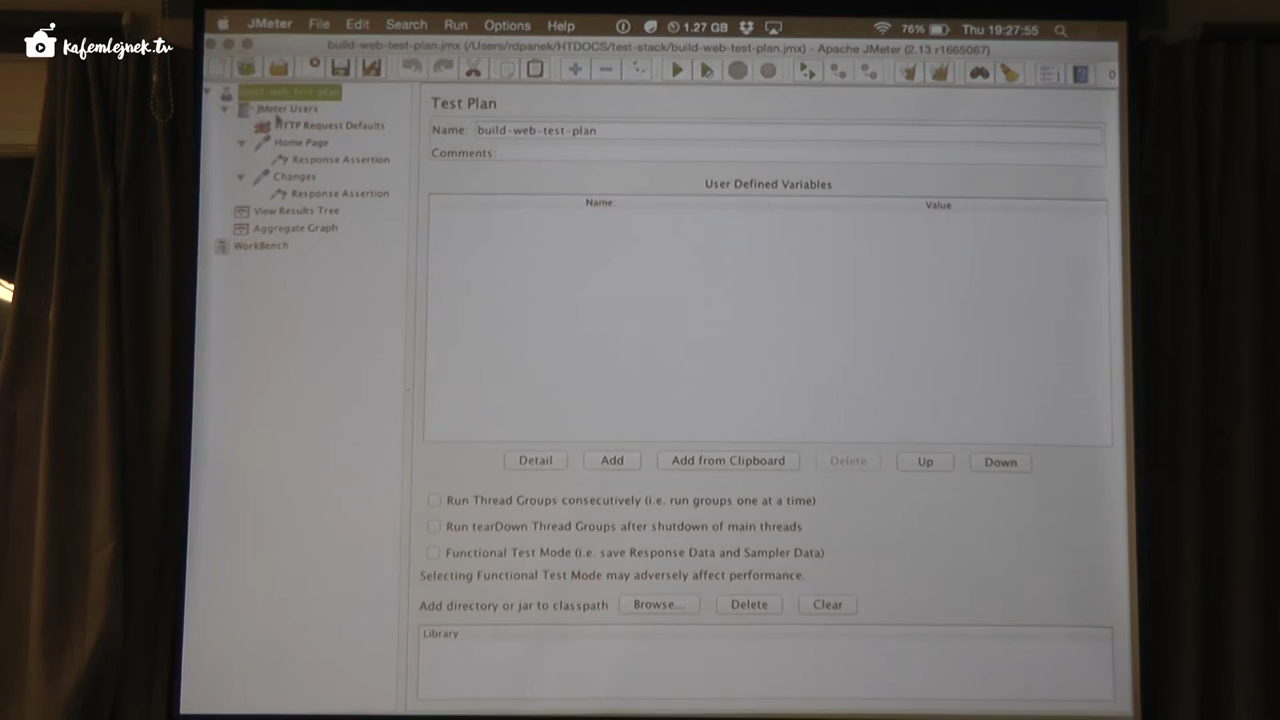 kafemlejnek.tv
JMeter File Edit Search Run Options Help 1.27 GB 76% Thu 19:27:55
build-web-test-plan.jmx (/Users/rdpanek/HTDOCS/test-stack/build-web-test-plan.jmx) - Apache JMeter (2.13 r1665067)
0
build-web-test-plan
JMeter Users
HTTP Request Defaults
Home Page
Response Assertion
Changes
Response Assertion
View Results Tree
Aggregate Graph
WorkBench
Test Plan
Name: build-web-test-plan
Comments:
User Defined Variables
Name: Value
Detail Add Add from Clipboard Delete Up Down
Run Thread Groups consecutively (i.e. run groups one at a time)
Run tearDown Thread Groups after shutdown of main threads
Functional Test Mode (i.e. save Response Data and Sampler Data)
Selecting Functional Test Mode may adversely affect performance.
Add directory or jar to classpath Browse... Delete Clear
Library